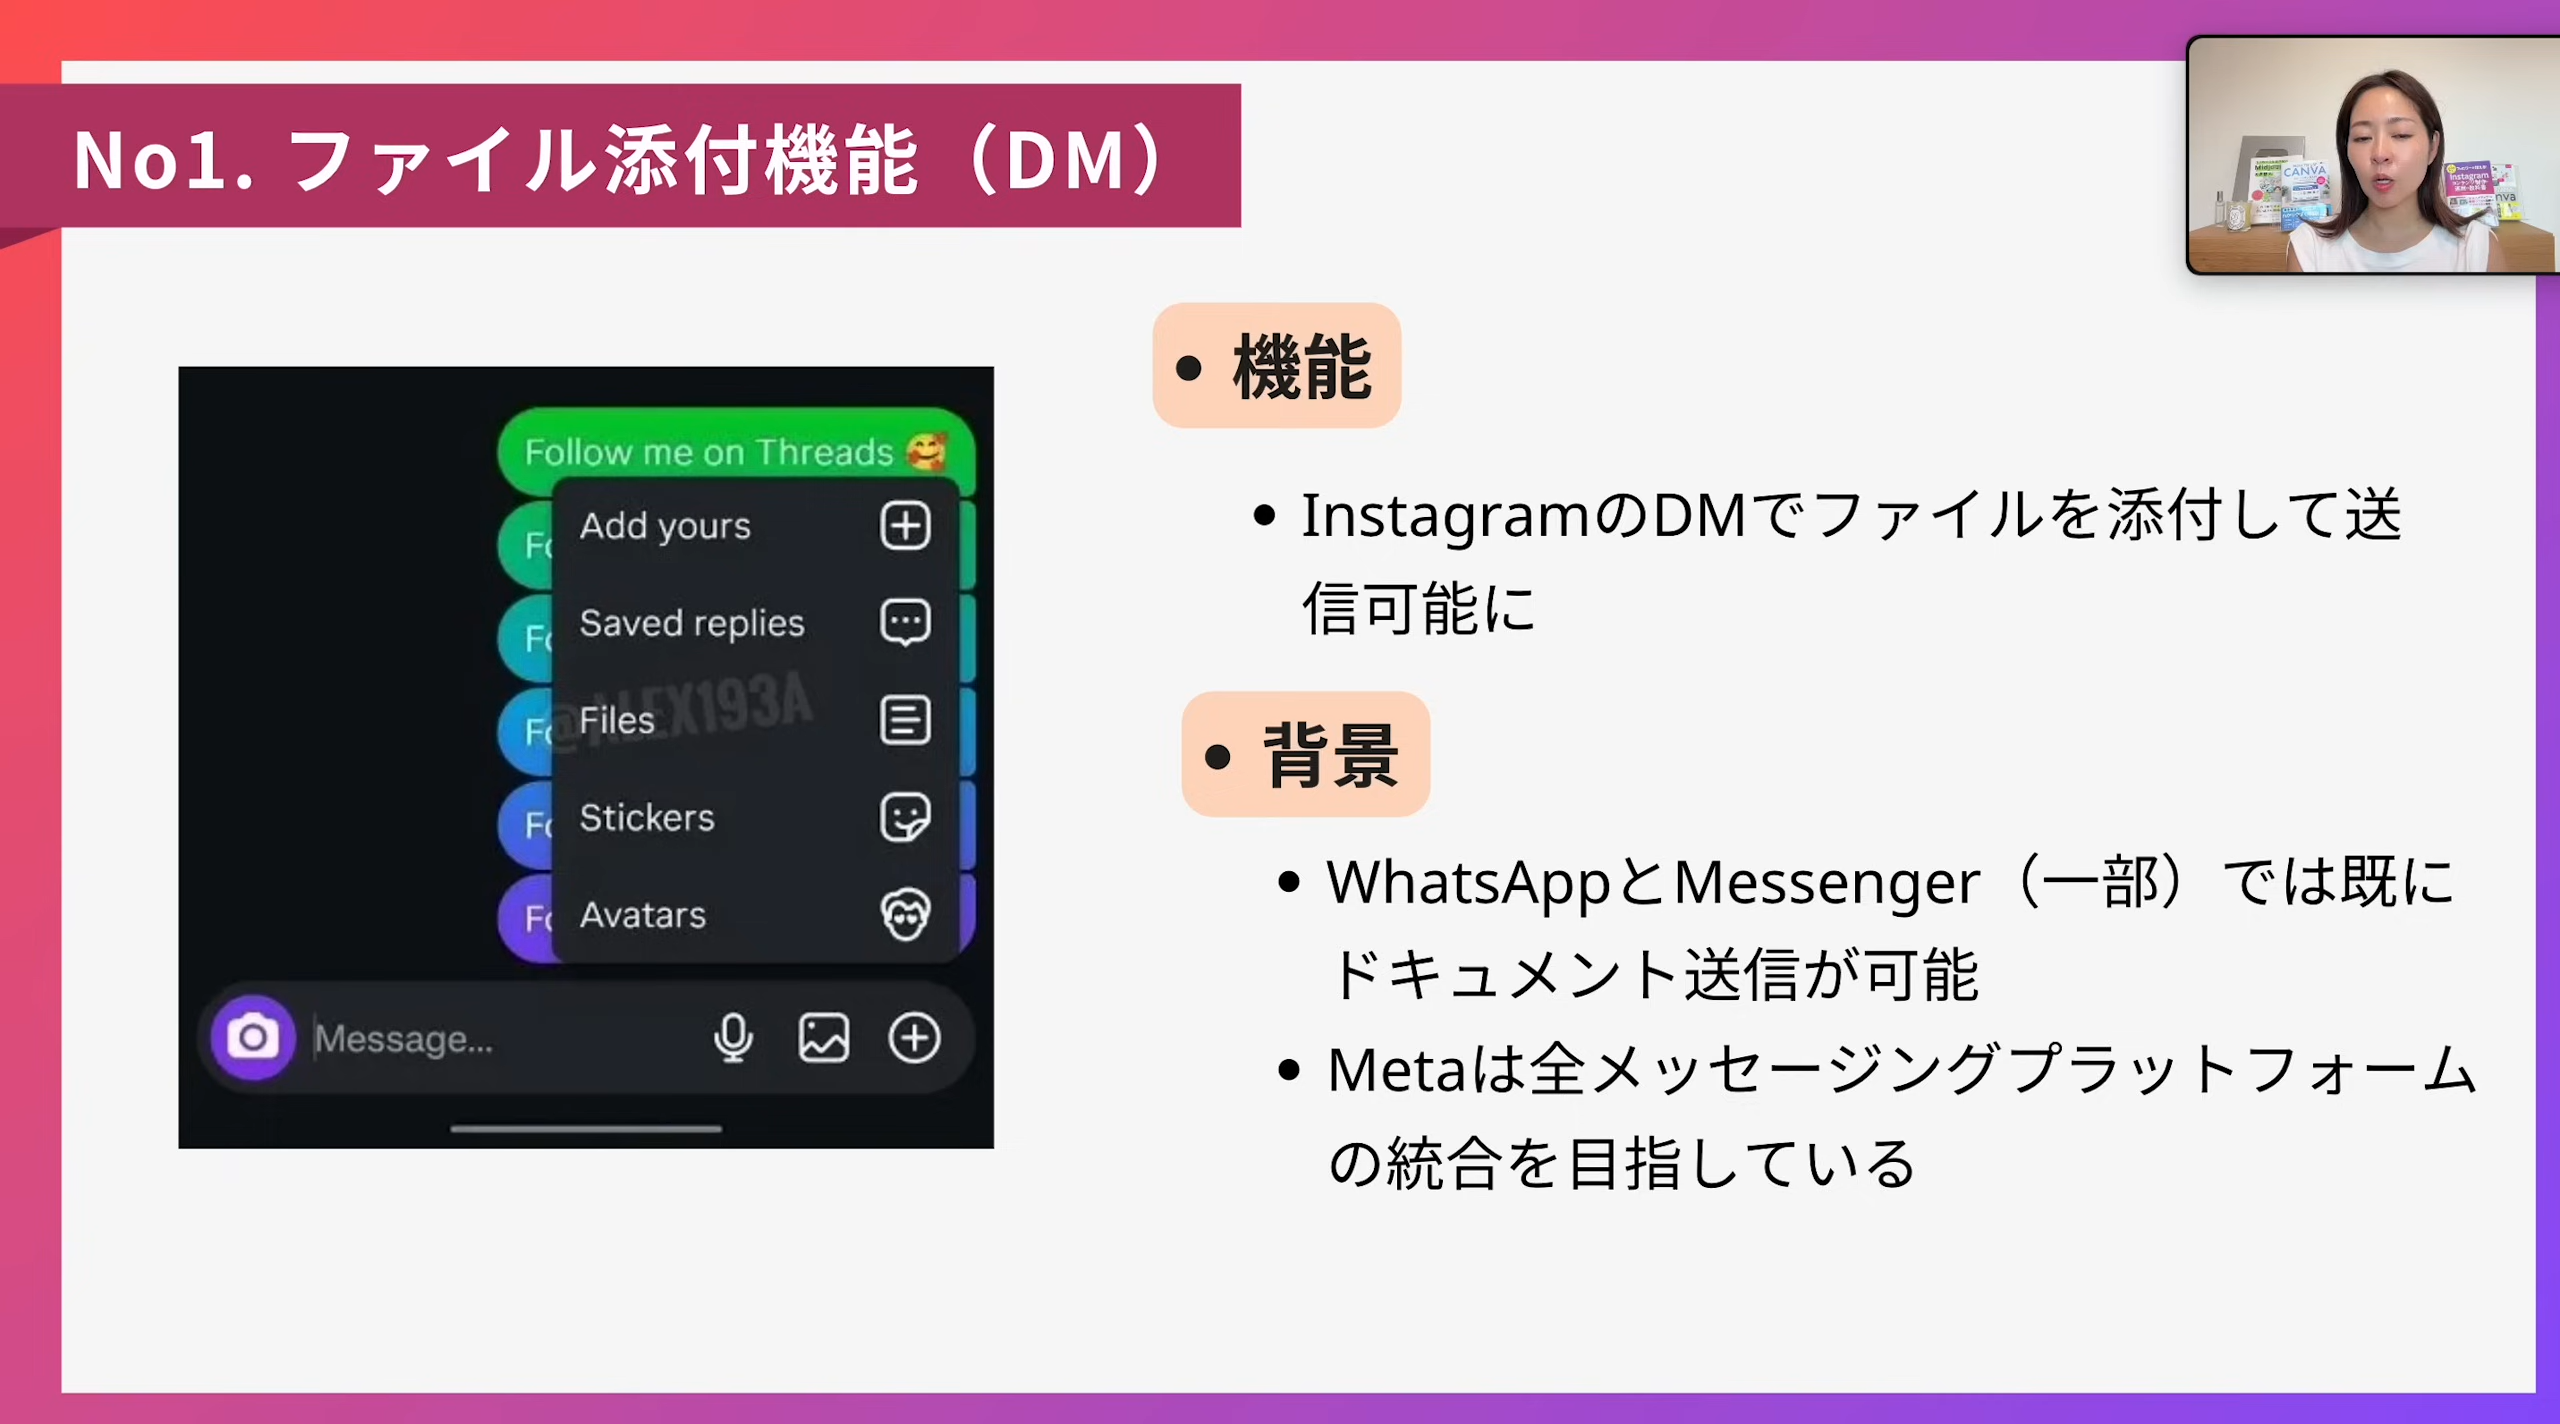 No1. ファイル添付機能（DM）
Follow me on Threads 🥰
Add yours
Saved replies
@ALEX193A
Files
Stickers
Avatars
Message...
• 機能
• InstagramのDMでファイルを添付して送
信可能に
• 背景
• WhatsAppとMessenger（一部）では既に
ドキュメント送信が可能
• Metaは全メッセージングプラットフォーム
の統合を目指している
CANVA
Instagram